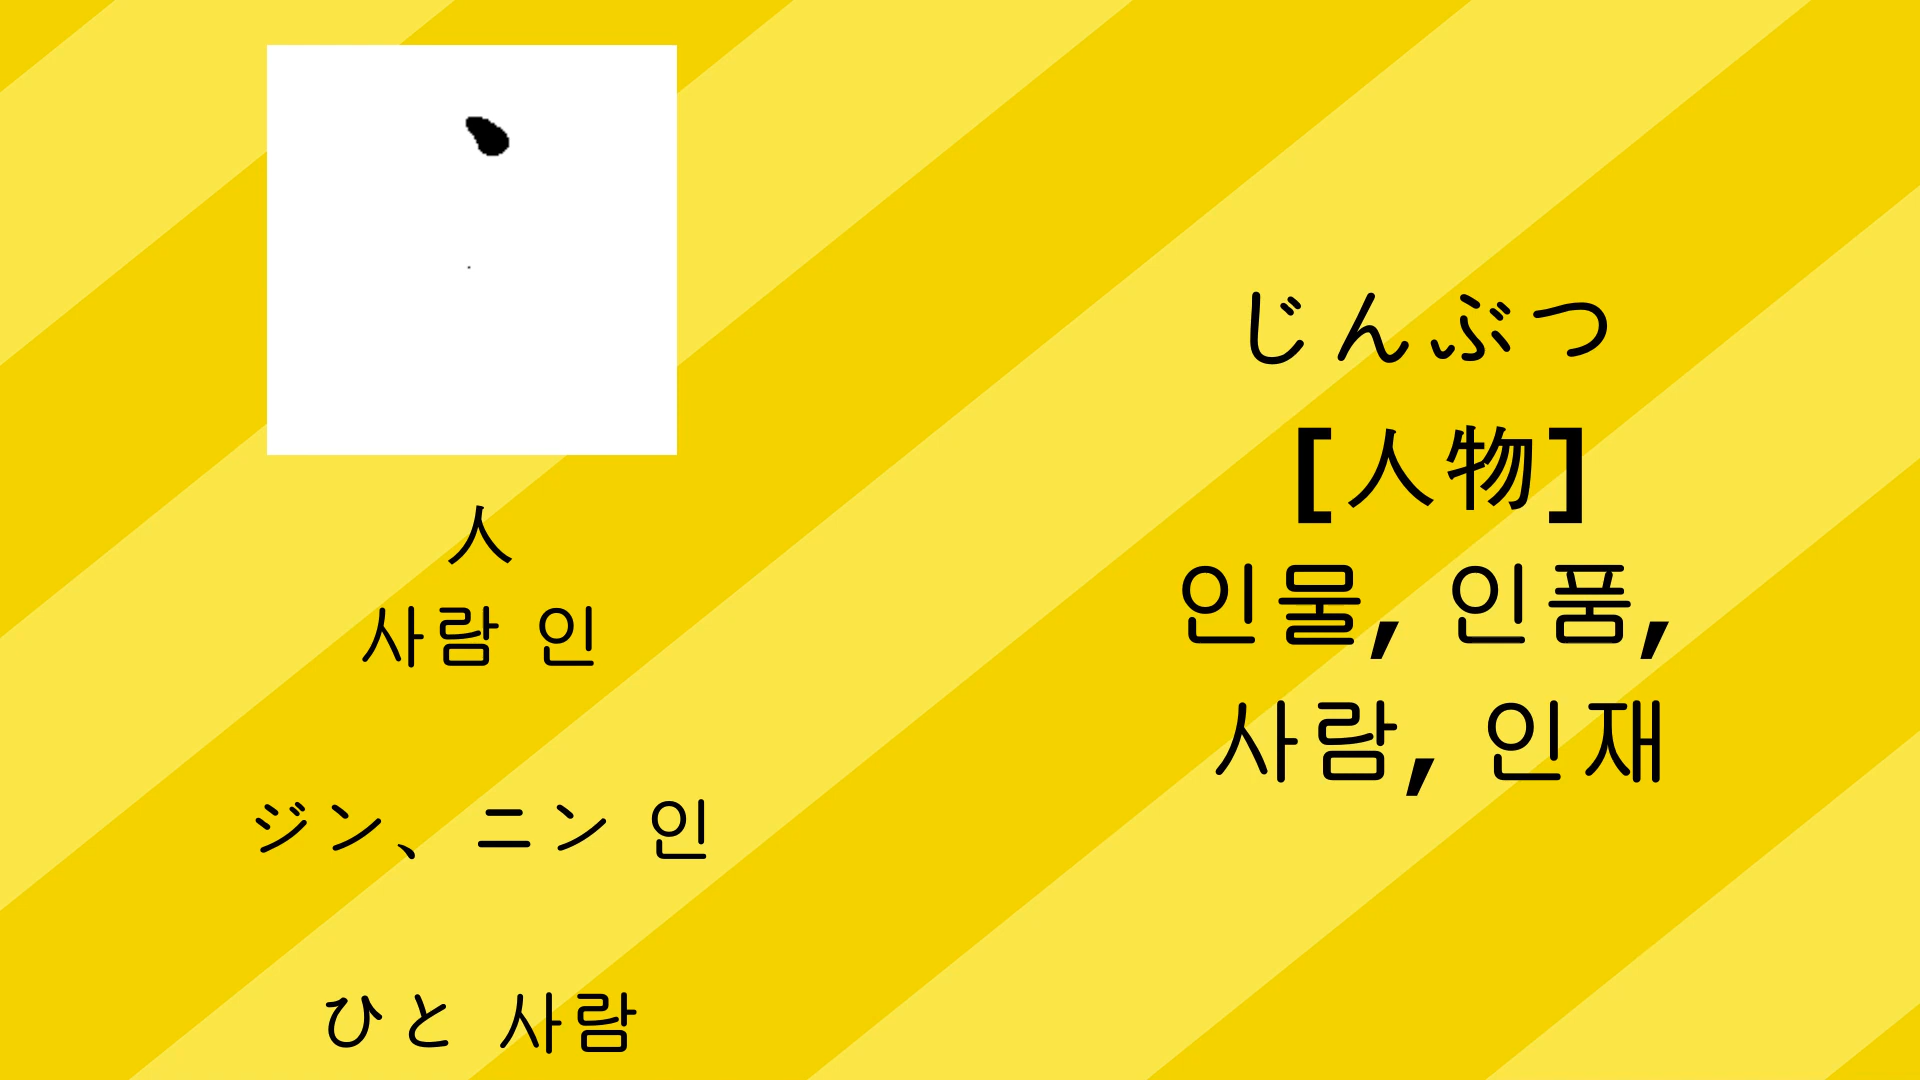 人
사람 인
ジン、ニン 인
ひと 사람
じんぶつ
[人物]
인물, 인품,
사람, 인재